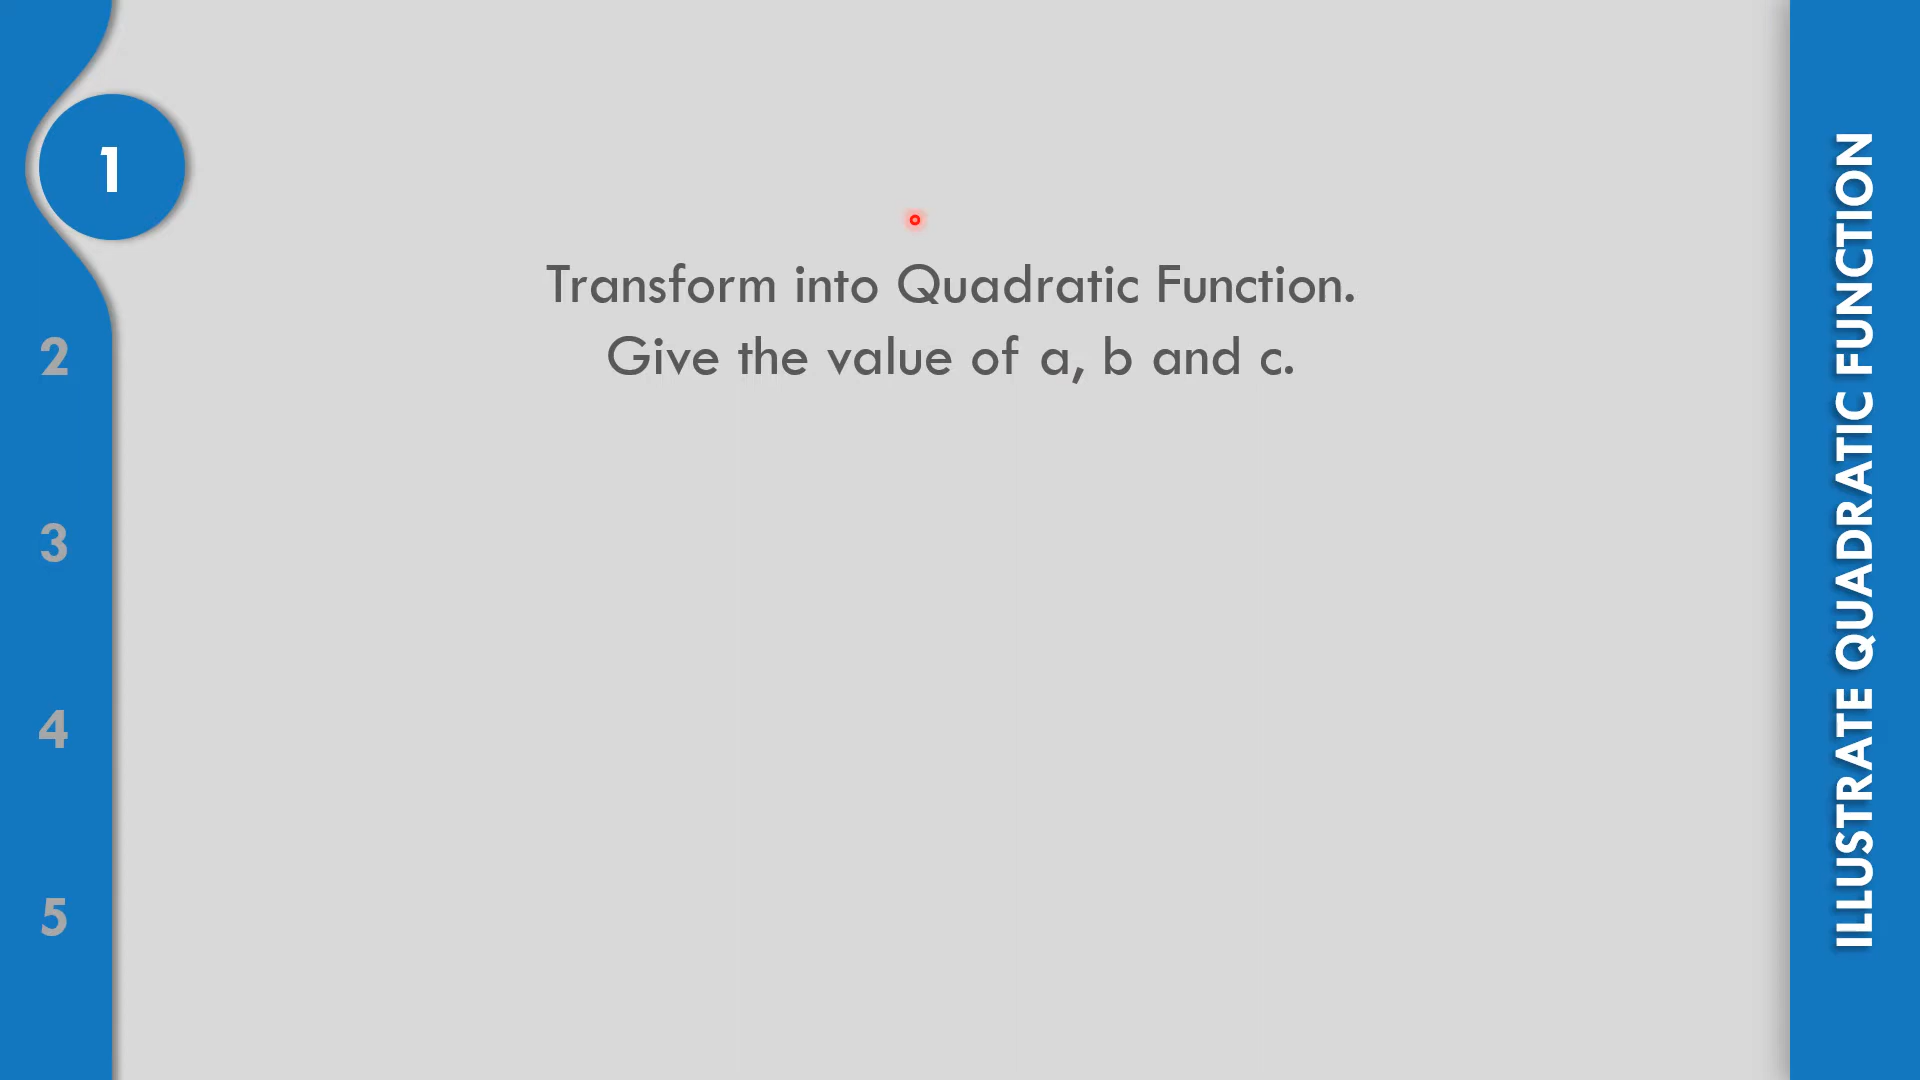 1
Transform into Quadratic Function.
Give the value of a, b and c.
2
3
4
5
ILLUSTRATE QUADRATIC FUNCTION